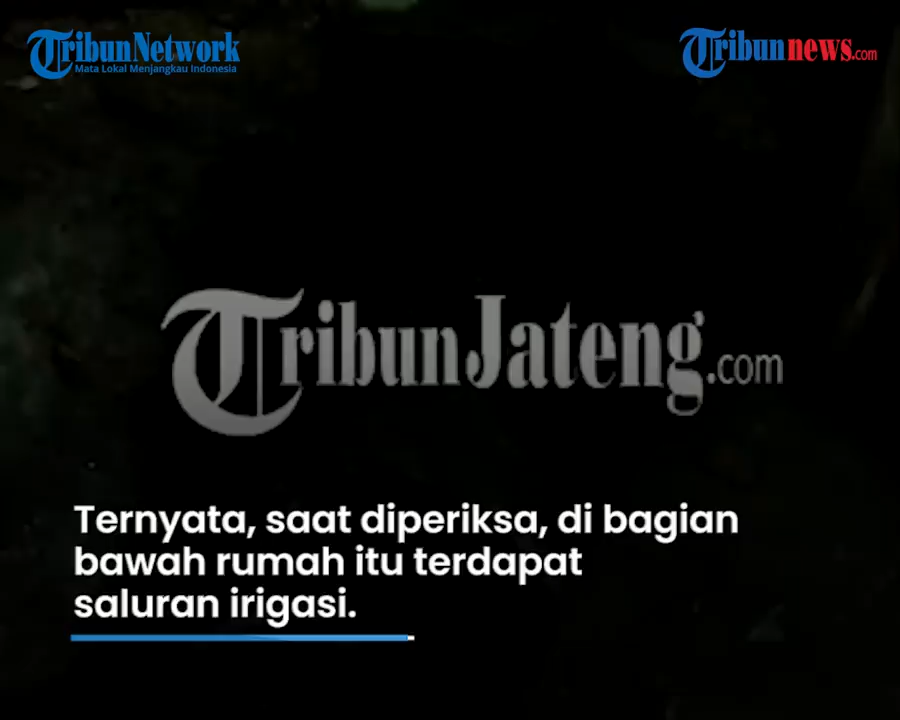 TribunNetwork
Mata Lokal Menjangkau Indonesia
Tribunnews.com
TribunJateng.com
Ternyata, saat diperiksa, di bagian
bawah rumah itu terdapat
saluran irigasi.